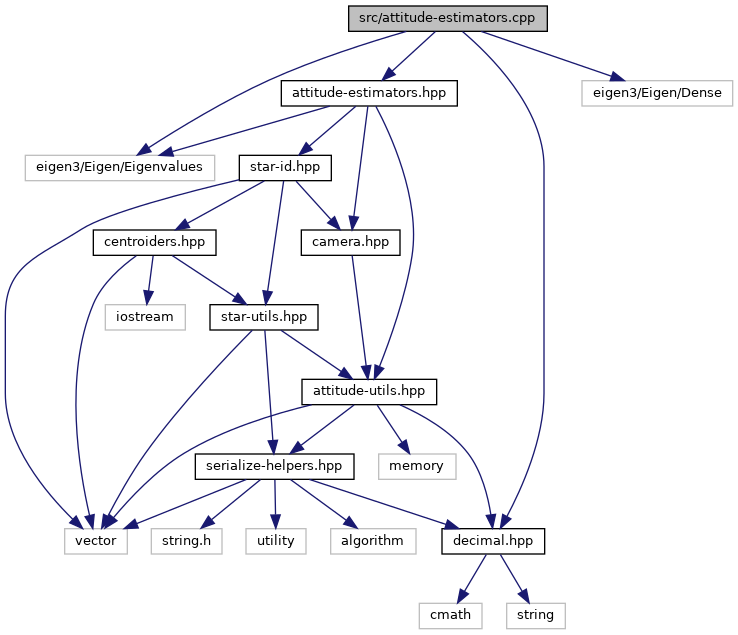 src/attitude-estimators.cpp
attitude-estimators.hpp
eigen3/Eigen/Dense
eigen3/Eigen/Eigenvalues
star-id.hpp
centroiders.hpp
camera.hpp
iostream
star-utils.hpp
attitude-utils.hpp
serialize-helpers.hpp
memory
vector
string.h
utility
algorithm
decimal.hpp
cmath
string